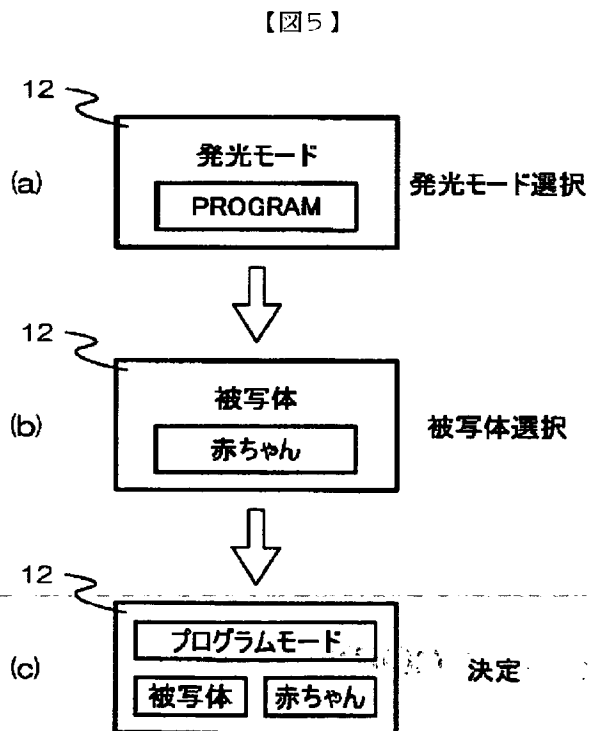 【図5】
12
(a)
発光モード
PROGRAM
発光モード選択
12
(b)
被写体
赤ちゃん
被写体選択
12
(c)
プログラムモード
被写体 赤ちゃん
決定